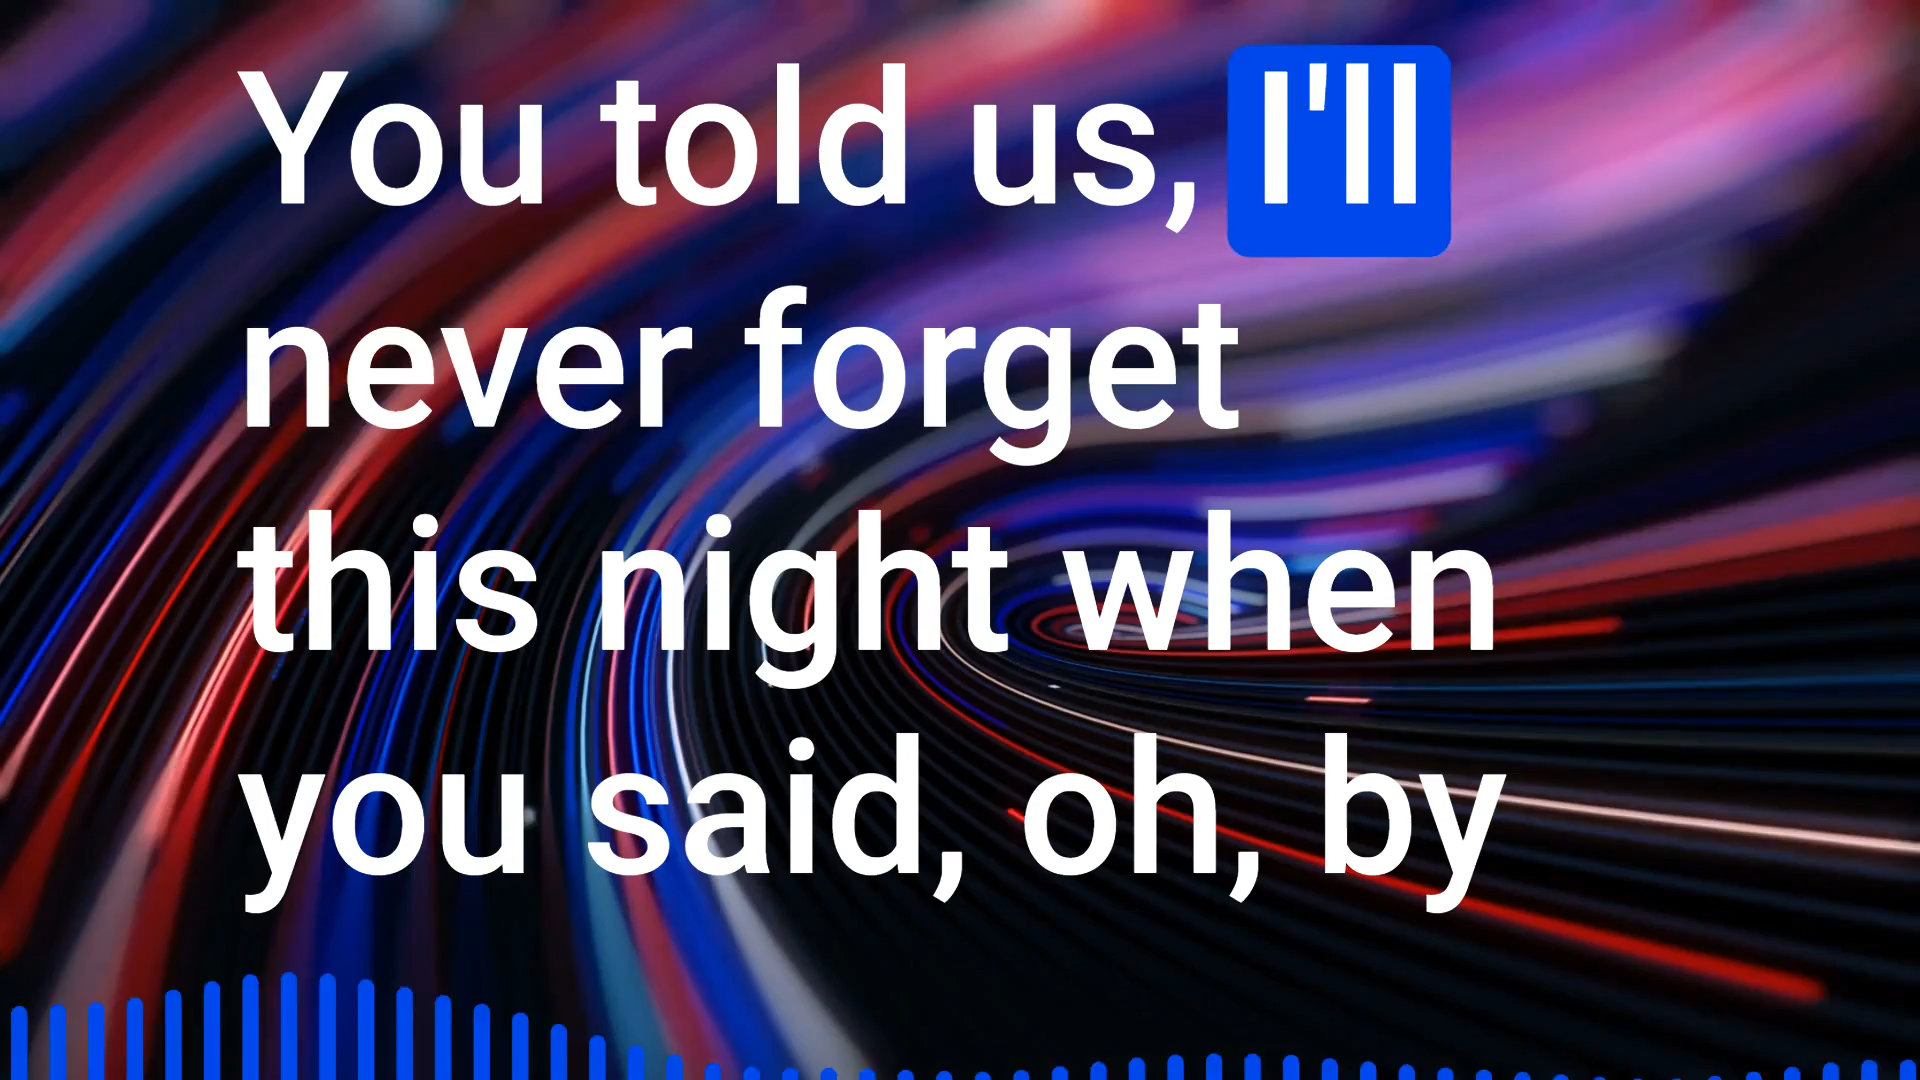 You told us, I'll
never forget
this night when
you said, oh, by